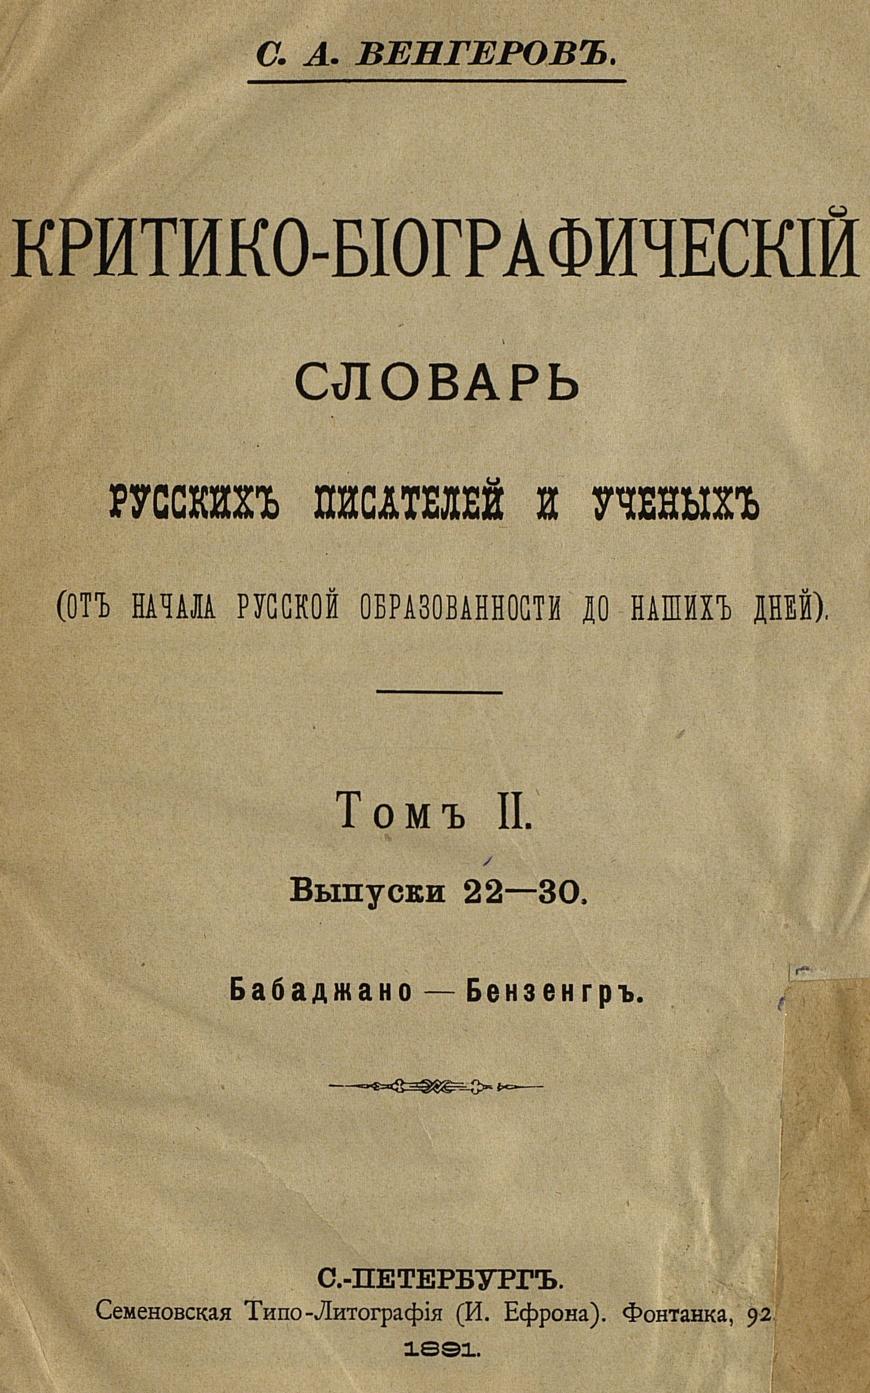 С. А. ВЕНГЕРОВЪ.
КРИТИКО-БІОГРАФИЧЕСКІЙ
СЛОВАРЬ
РУССКИХЪ ПИСАТЕЛЕЙ И УЧЕНЫХЪ
(ОТЪ НАЧАЛА РУССКОЙ ОБРАЗОВАННОСТИ ДО НАШИХЪ ДНЕЙ).
Томъ II.
Выпуски 22—30.
Бабаджано — Бензенгръ.
С.-ПЕТЕРБУРГЪ.
Семеновская Типо-Литографія (И. Ефрона). Фонтанка, 92
1891.